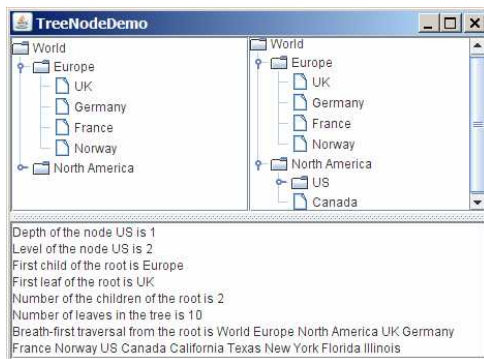 TreeNodeDemo
World
Europe
UK
Germany
France
Norway
North America
World
Europe
UK
Germany
France
Norway
North America
US
Canada
Depth of the node US is 1
Level of the node US is 2
First child of the root is Europe
First leaf of the root is UK
Number of the children of the root is 2
Number of leaves in the tree is 10
Breath-first traversal from the root is World Europe North America UK Germany
France Norway US Canada California Texas New York Florida Illinois